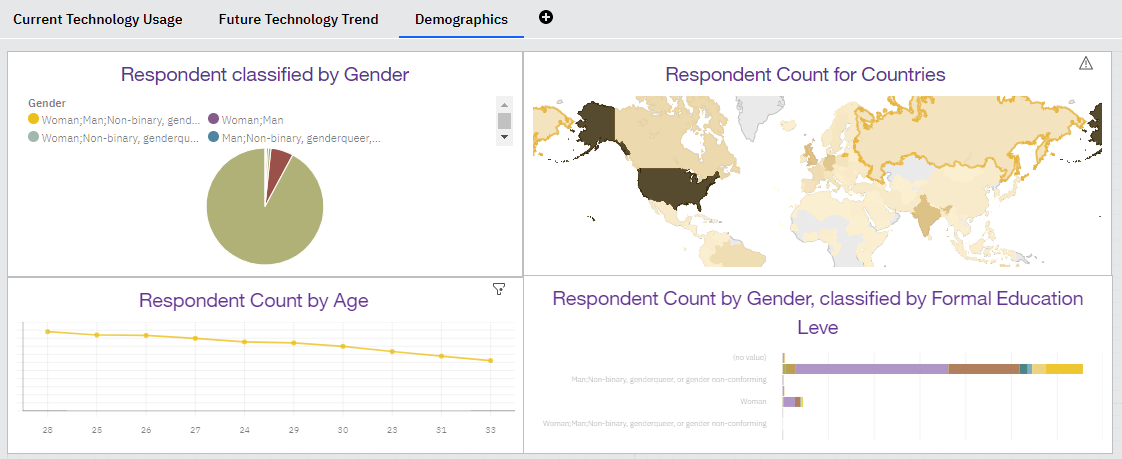 Current Technology Usage Future Technology Trend Demographics
Respondent classified by Gender
Gender
Woman;Man;Non-binary, gend... Woman;Man
Woman;Non-binary, genderqu... Man;Non-binary, genderqueer,...
Respondent Count for Countries
Respondent Count by Age
28 25 26 27 24 29 30 23 31 33
Respondent Count by Gender, classified by Formal Education
Leve
(no value)
Man;Non-binary, genderqueer, or gender non-conforming
Woman
Woman;Man;Non-binary, genderqueer, or gender non-conforming